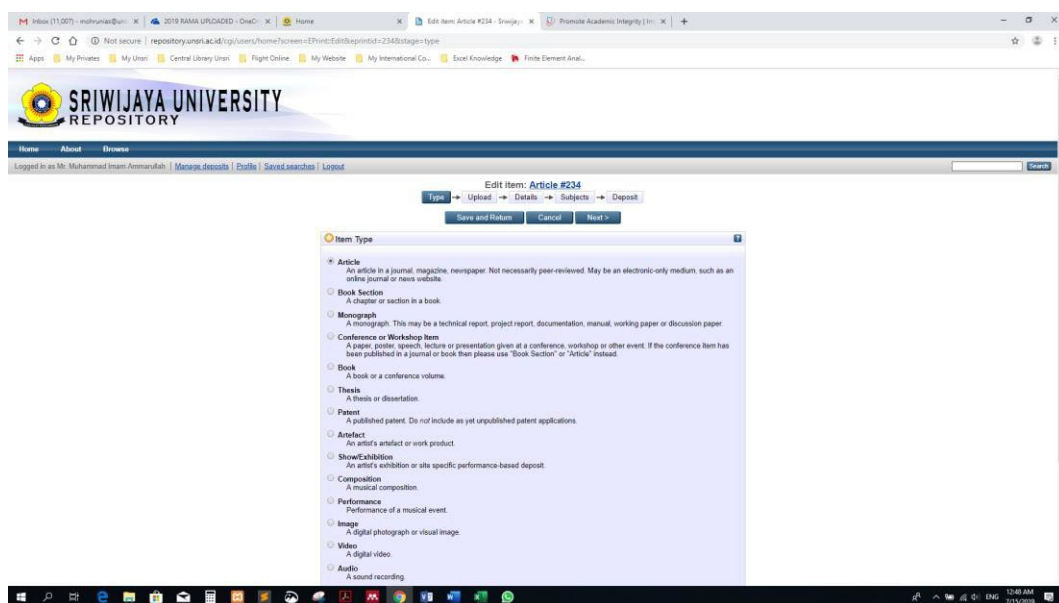 Inbox (11,007) - mohruniax@uns
2019 RAMA UPLOADED - OneDr
Home
Edit item: Article #234 - Sriwijaya
Promote Academic Integrity | Im
Not secure | repository.unsri.ac.id/cgi/users/home?screen=EPrint::Edit&eprintid=234&stage=type
Apps My Privates My Unsri Central Library Unsri Flight Online My Website My International Co... Excel Knowledge Finite Element Anal...
SRIWIJAYA UNIVERSITY
REPOSITORY
Home About Browse
Logged in as Mr. Muhammad Imam Ammarullah | Manage deposits | Profile | Saved searches | Logout
Search
Edit item: Article #234
Type → Upload → Details → Subjects → Deposit
Save and Return Cancel Next >
Item Type
Article
An article in a journal, magazine, newspaper. Not necessarily peer-reviewed. May be an electronic-only medium, such as an
online journal or news website.
Book Section
A chapter or section in a book.
Monograph
A monograph. This may be a technical report, project report, documentation, manual, working paper or discussion paper.
Conference or Workshop Item
A paper, poster, speech, lecture or presentation given at a conference, workshop or other event. If the conference item has
been published in a journal or book then please use "Book Section" or "Article" instead.
Book
A book or a conference volume.
Thesis
A thesis or dissertation.
Patent
A published patent. Do not include as yet unpublished patent applications.
Artefact
An artist's artefact or work product.
Show/Exhibition
An artist's exhibition or site specific performance-based deposit.
Composition
A musical composition.
Performance
Performance of a musical event.
Image
A digital photograph or visual image.
Video
A digital video.
Audio
A sound recording.
ENG
12:48 AM
7/15/2019